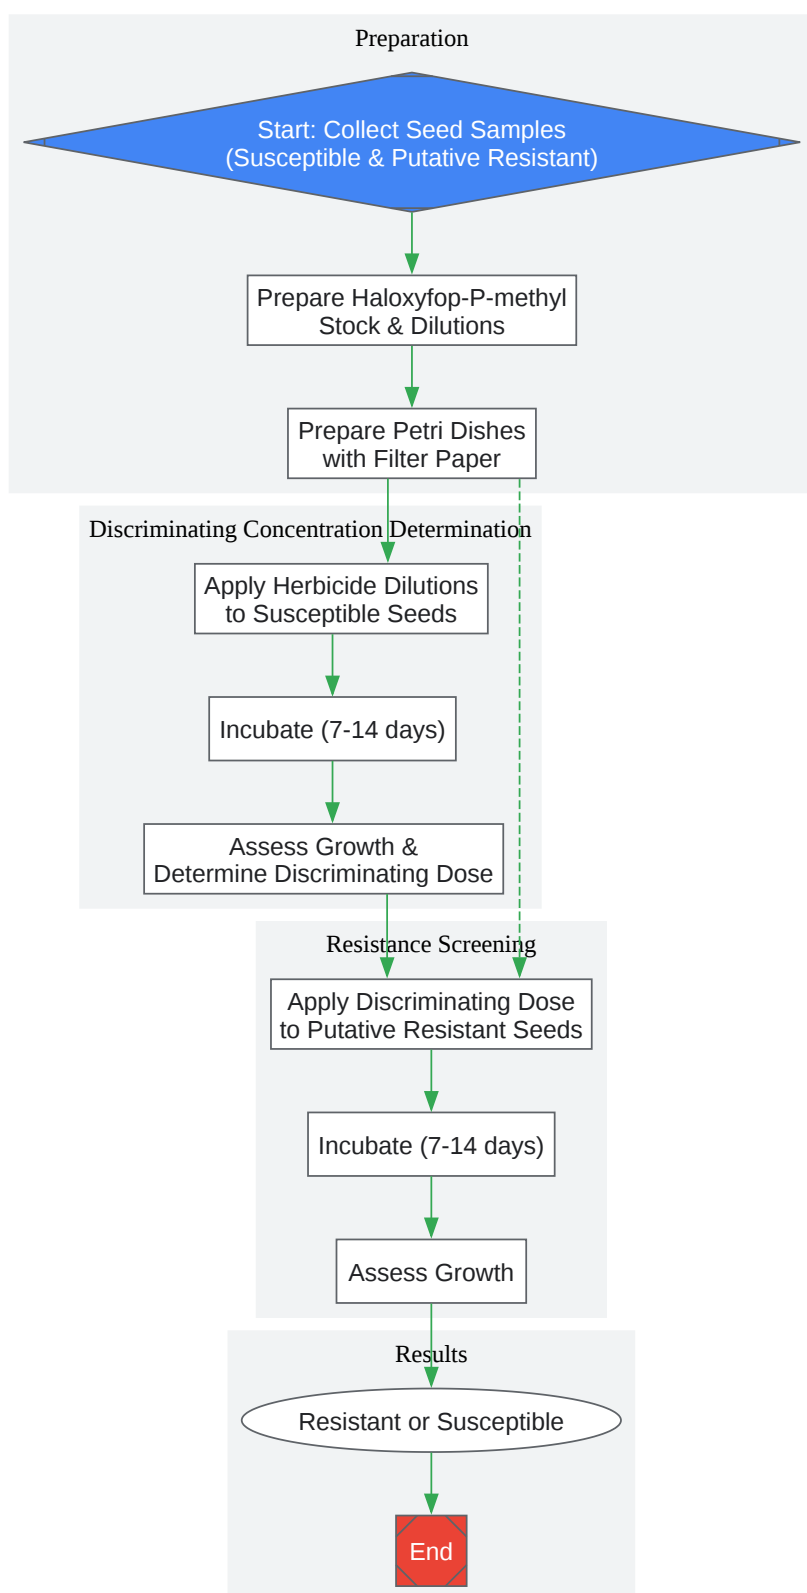 Preparation
Start: Collect Seed Samples
(Susceptible & Putative Resistant)
Prepare Haloxyfop-P-methyl
Stock & Dilutions
Prepare Petri Dishes
with Filter Paper
Discriminating Concentration Determination
Apply Herbicide Dilutions
to Susceptible Seeds
Incubate (7-14 days)
Assess Growth &
Determine Discriminating Dose
Resistance Screening
Apply Discriminating Dose
to Putative Resistant Seeds
Incubate (7-14 days)
Assess Growth
Results
Resistant or Susceptible
End